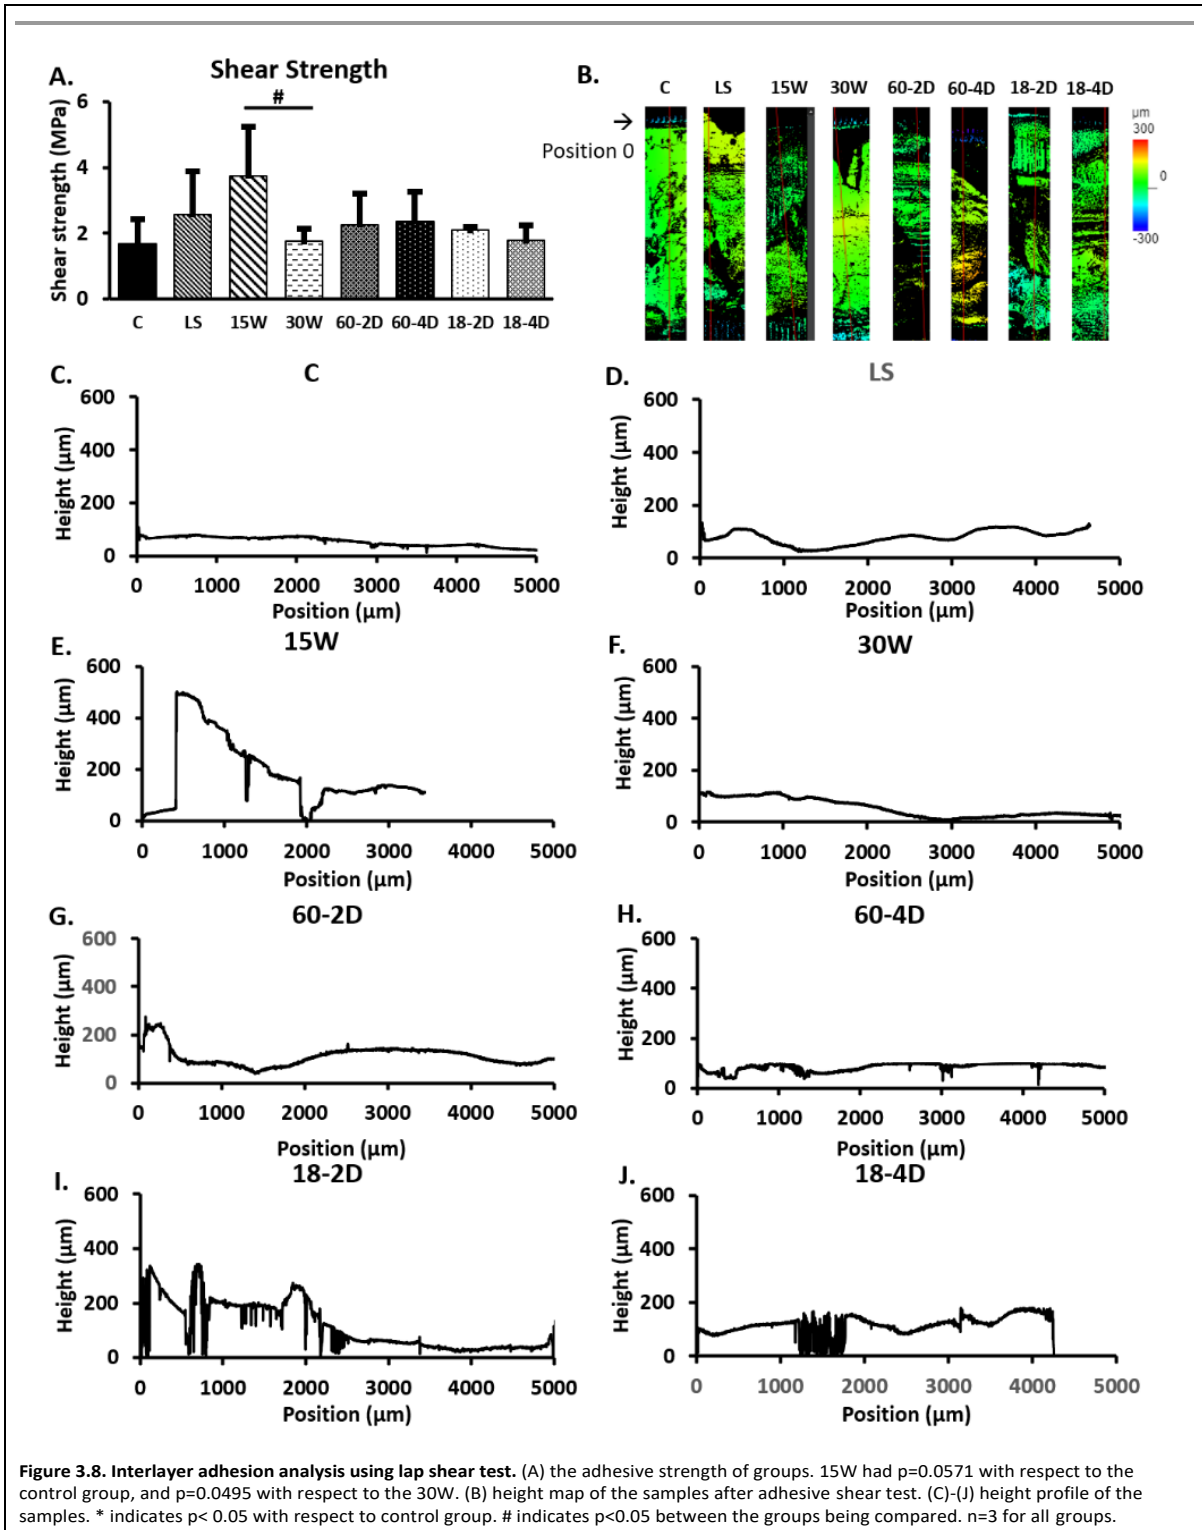 A.
Shear Strength
#
Shear strength (MPa)
6
4
2
0
C LS 15W 30W 60-2D 60-4D 18-2D 18-4D
B.
C LS 15W 30W 60-2D 60-4D 18-2D 18-4D
→
Position 0
µm
300
0
-300
C.
C
Height (µm)
600
400
200
0
0 1000 2000 3000 4000 5000
Position (µm)
D.
LS
Height (µm)
600
400
200
0
0 1000 2000 3000 4000 5000
Position (µm)
E.
15W
Height (µm)
600
400
200
0
0 1000 2000 3000 4000 5000
Position (µm)
F.
30W
Height (µm)
600
400
200
0
0 1000 2000 3000 4000 5000
Position (µm)
G.
60-2D
Height (µm)
600
400
200
0
0 1000 2000 3000 4000 5000
Position (µm)
H.
60-4D
Height (µm)
600
400
200
0
0 1000 2000 3000 4000 5000
Position (µm)
I.
18-2D
Height (µm)
600
400
200
0
0 1000 2000 3000 4000 5000
Position (µm)
J.
18-4D
Height (µm)
600
400
200
0
0 1000 2000 3000 4000 5000
Position (µm)
Figure 3.8. Interlayer adhesion analysis using lap shear test. (A) the adhesive strength of groups. 15W had p=0.0571 with respect to the
control group, and p=0.0495 with respect to the 30W. (B) height map of the samples after adhesive shear test. (C)-(J) height profile of the
samples. * indicates p< 0.05 with respect to control group. # indicates p<0.05 between the groups being compared. n=3 for all groups.